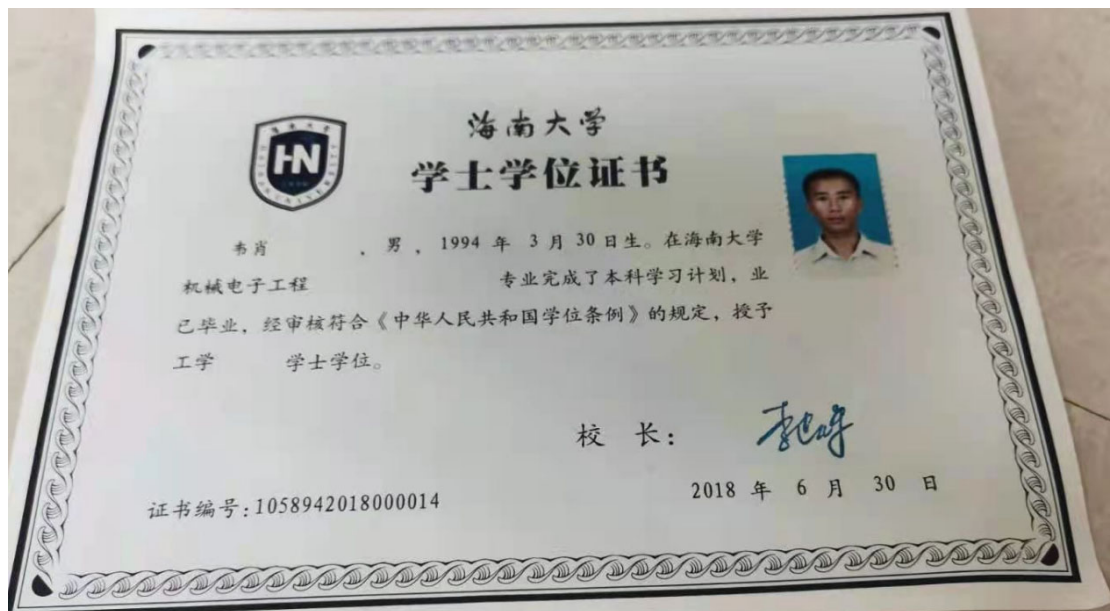 海南大学
学士学位证书
HN
韦肖 , 男 , 1994 年 3 月 30 日生。在海南大学
机械电子工程 专业完成了本科学习计划，业
已毕业，经审核符合《中华人民共和国学位条例》的规定，授予
工学 学士学位。
校 长：
证书编号:1058942018000014
2018 年 6 月 30 日